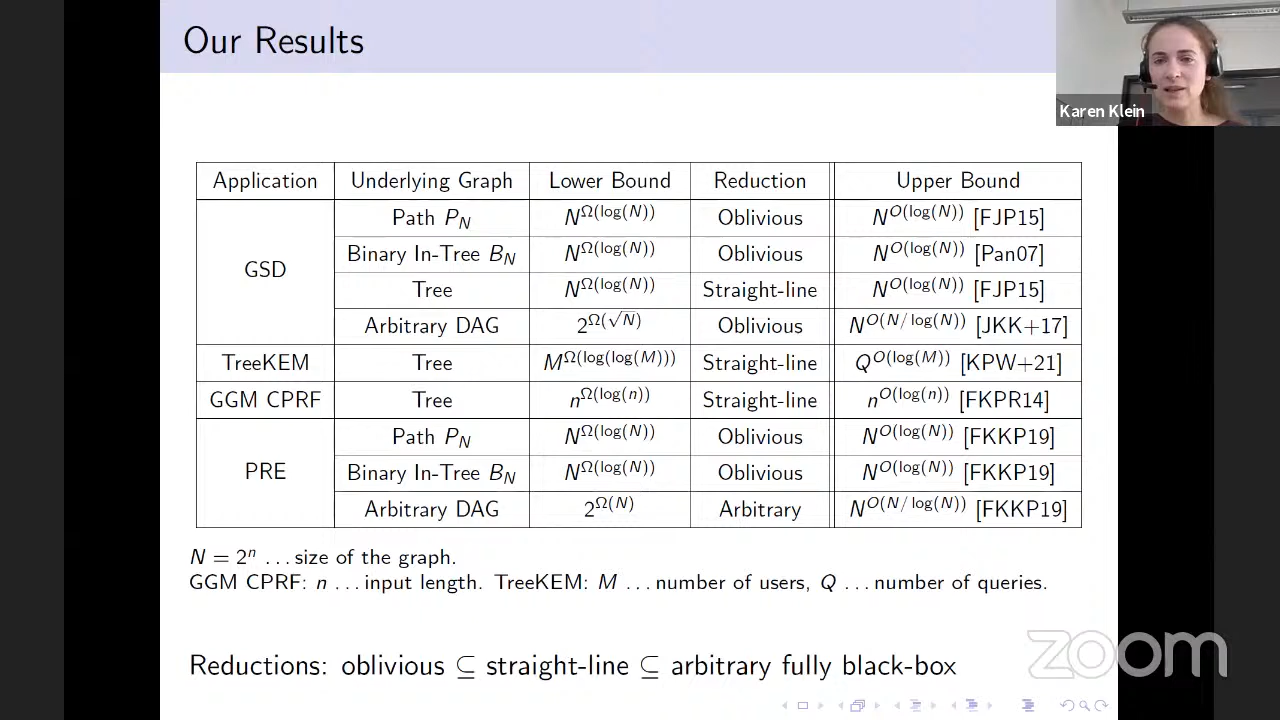 Our Results
Karen Klein
Application Underlying Graph Lower Bound Reduction Upper Bound
GSD
Path P_N N^{Ω(log(N))} Oblivious N^{O(log(N))} [FJP15]
Binary In-Tree B_N N^{Ω(log(N))} Oblivious N^{O(log(N))} [Pan07]
Tree N^{Ω(log(N))} Straight-line N^{O(log(N))} [FJP15]
Arbitrary DAG 2^{Ω(√N)} Oblivious N^{O(N/log(N))} [JKK+17]
TreeKEM Tree M^{Ω(log(log(M)))} Straight-line Q^{O(log(M))} [KPW+21]
GGM CPRF Tree n^{Ω(log(n))} Straight-line n^{O(log(n))} [FKPR14]
PRE
Path P_N N^{Ω(log(N))} Oblivious N^{O(log(N))} [FKKP19]
Binary In-Tree B_N N^{Ω(log(N))} Oblivious N^{O(log(N))} [FKKP19]
Arbitrary DAG 2^{Ω(N)} Arbitrary N^{O(N/log(N))} [FKKP19]
N = 2^n ... size of the graph.
GGM CPRF: n ... input length. TreeKEM: M ... number of users, Q ... number of queries.
Reductions: oblivious ⊆ straight-line ⊆ arbitrary fully black-box
zoom